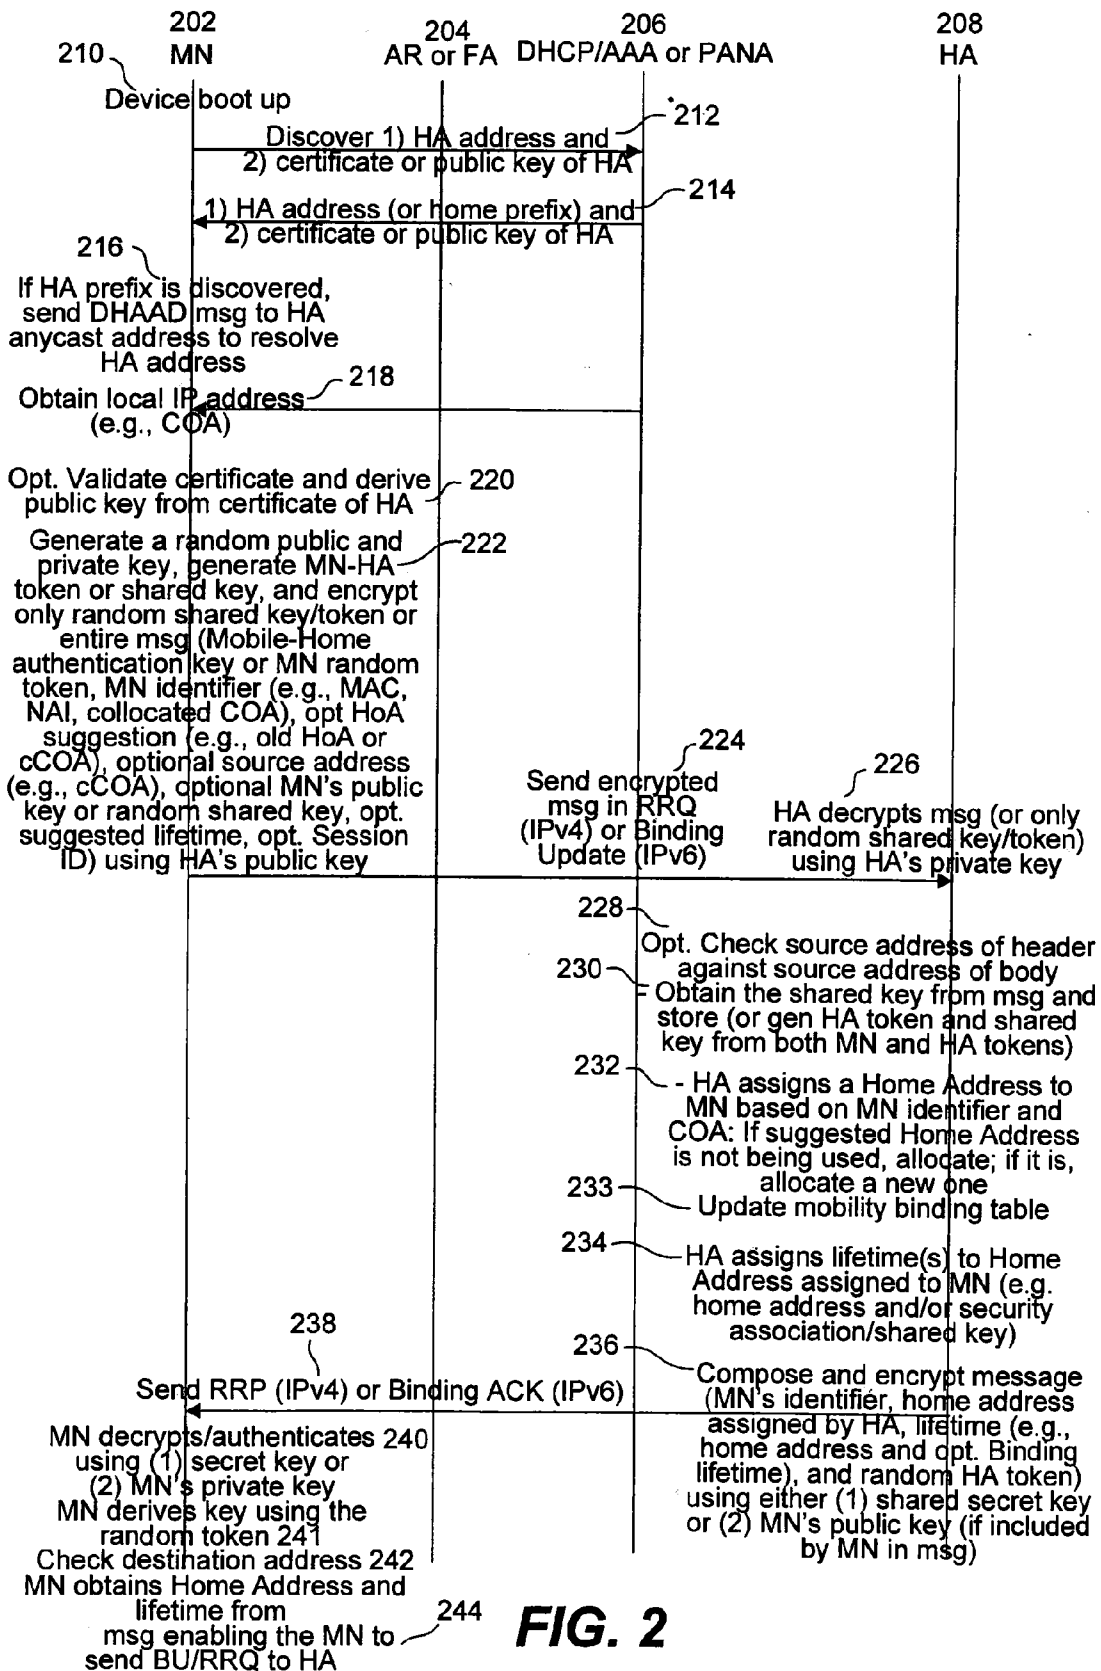 202
MN
204
AR or FA
206
DHCP/AAA or PANA
208
HA
210
Device boot up
212
Discover 1) HA address and
2) certificate or public key of HA
214
1) HA address (or home prefix) and
2) certificate or public key of HA
216
If HA prefix is discovered,
send DHAAD msg to HA
anycast address to resolve
HA address
218
Obtain local IP address
(e.g., COA)
Opt. Validate certificate and derive
public key from certificate of HA
220
222
Generate a random public and
private key, generate MN-HA
token or shared key, and encrypt
only random shared key/token or
entire msg (Mobile-Home
authentication key or MN random
token, MN identifier (e.g., MAC,
NAI, collocated COA), opt HoA
suggestion (e.g., old HoA or
cCOA), optional source address
(e.g., cCOA), optional MN's public
key or random shared key, opt.
suggested lifetime, opt. Session
ID) using HA's public key
224
Send encrypted
msg in RRQ
(IPv4) or Binding
Update (IPv6)
226
HA decrypts msg (or only
random shared key/token)
using HA's private key
228
Opt. Check source address of header
against source address of body
230
- Obtain the shared key from msg and
store (or gen HA token and shared
key from both MN and HA tokens)
232
- HA assigns a Home Address to
MN based on MN identifier and
COA: If suggested Home Address
is not being used, allocate; if it is,
allocate a new one
233
Update mobility binding table
234
HA assigns lifetime(s) to Home
Address assigned to MN (e.g.
home address and/or security
association/shared key)
236
Compose and encrypt message
(MN's identifier, home address
assigned by HA, lifetime (e.g.,
home address and opt. Binding
lifetime), and random HA token)
using either (1) shared secret key
or (2) MN's public key (if included
by MN in msg)
238
Send RRP (IPv4) or Binding ACK (IPv6)
MN decrypts/authenticates 240
using (1) secret key or
(2) MN's private key
MN derives key using the
random token 241
Check destination address 242
MN obtains Home Address and
lifetime from
msg enabling the MN to
send BU/RRQ to HA
244
FIG. 2